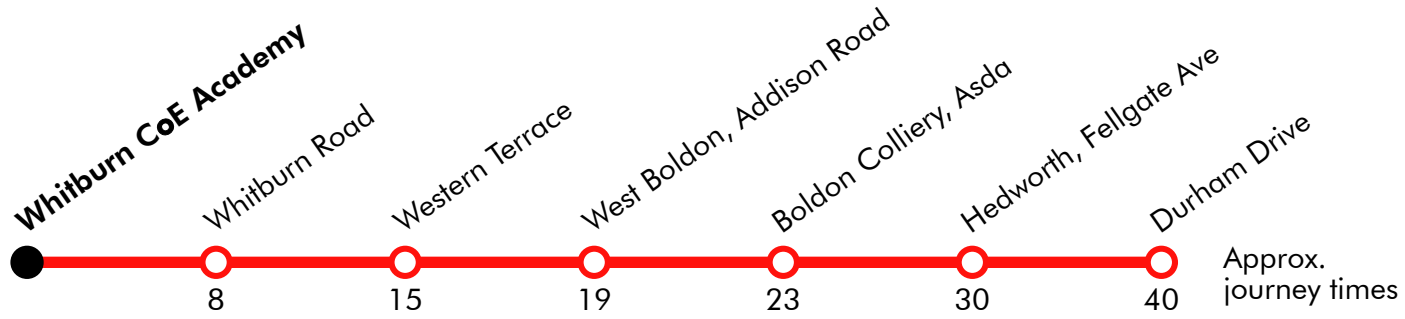 Whitburn CoE Academy
Whitburn Road
Western Terrace
West Boldon, Addison Road
Boldon Colliery, Asda
Hedworth, Fellgate Ave
Durham Drive
8
15
19
23
30
40
Approx.
journey times